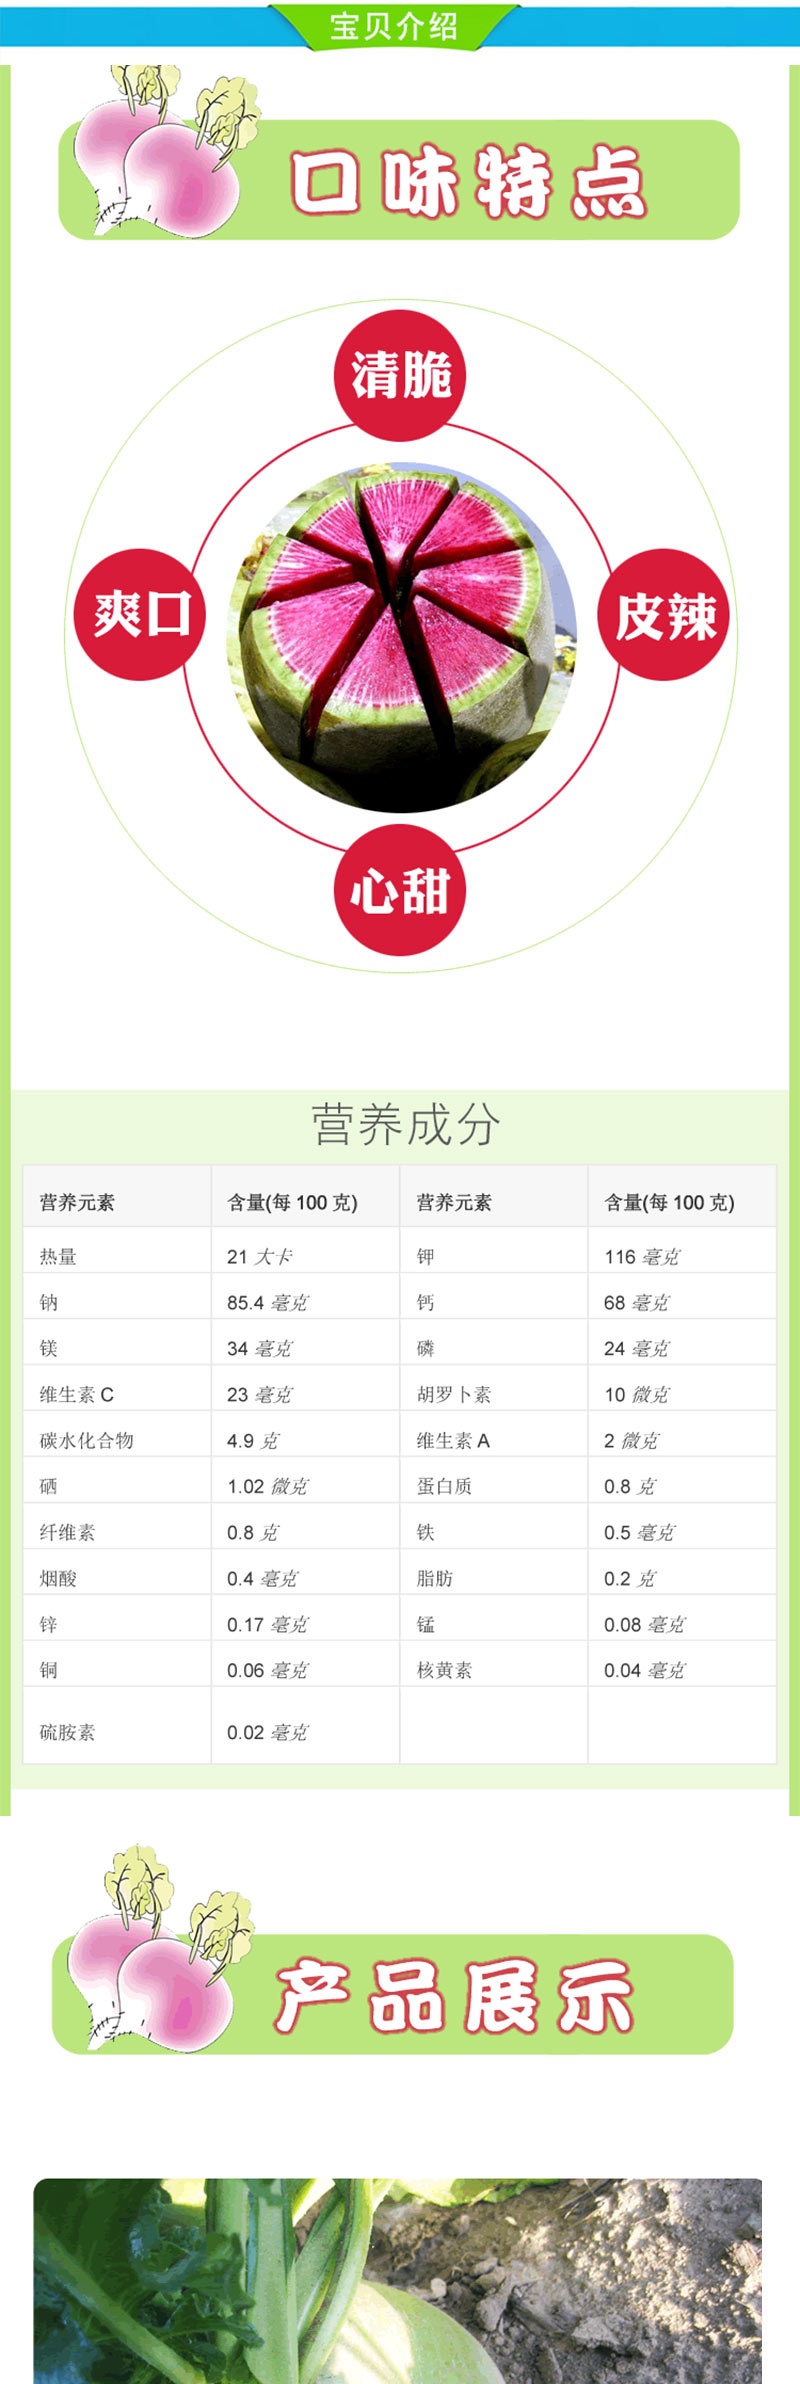 宝贝介绍
口味特点
清脆
爽口
皮辣
心甜
营养成分
营养元素 含量(每 100 克) 营养元素 含量(每 100 克)
热量 21 大卡 钾 116 毫克
钠 85.4 毫克 钙 68 毫克
镁 34 毫克 磷 24 毫克
维生素 C 23 毫克 胡罗卜素 10 微克
碳水化合物 4.9 克 维生素 A 2 微克
硒 1.02 微克 蛋白质 0.8 克
纤维素 0.8 克 铁 0.5 毫克
烟酸 0.4 毫克 脂肪 0.2 克
锌 0.17 毫克 锰 0.08 毫克
铜 0.06 毫克 核黄素 0.04 毫克
硫胺素 0.02 毫克
产品展示